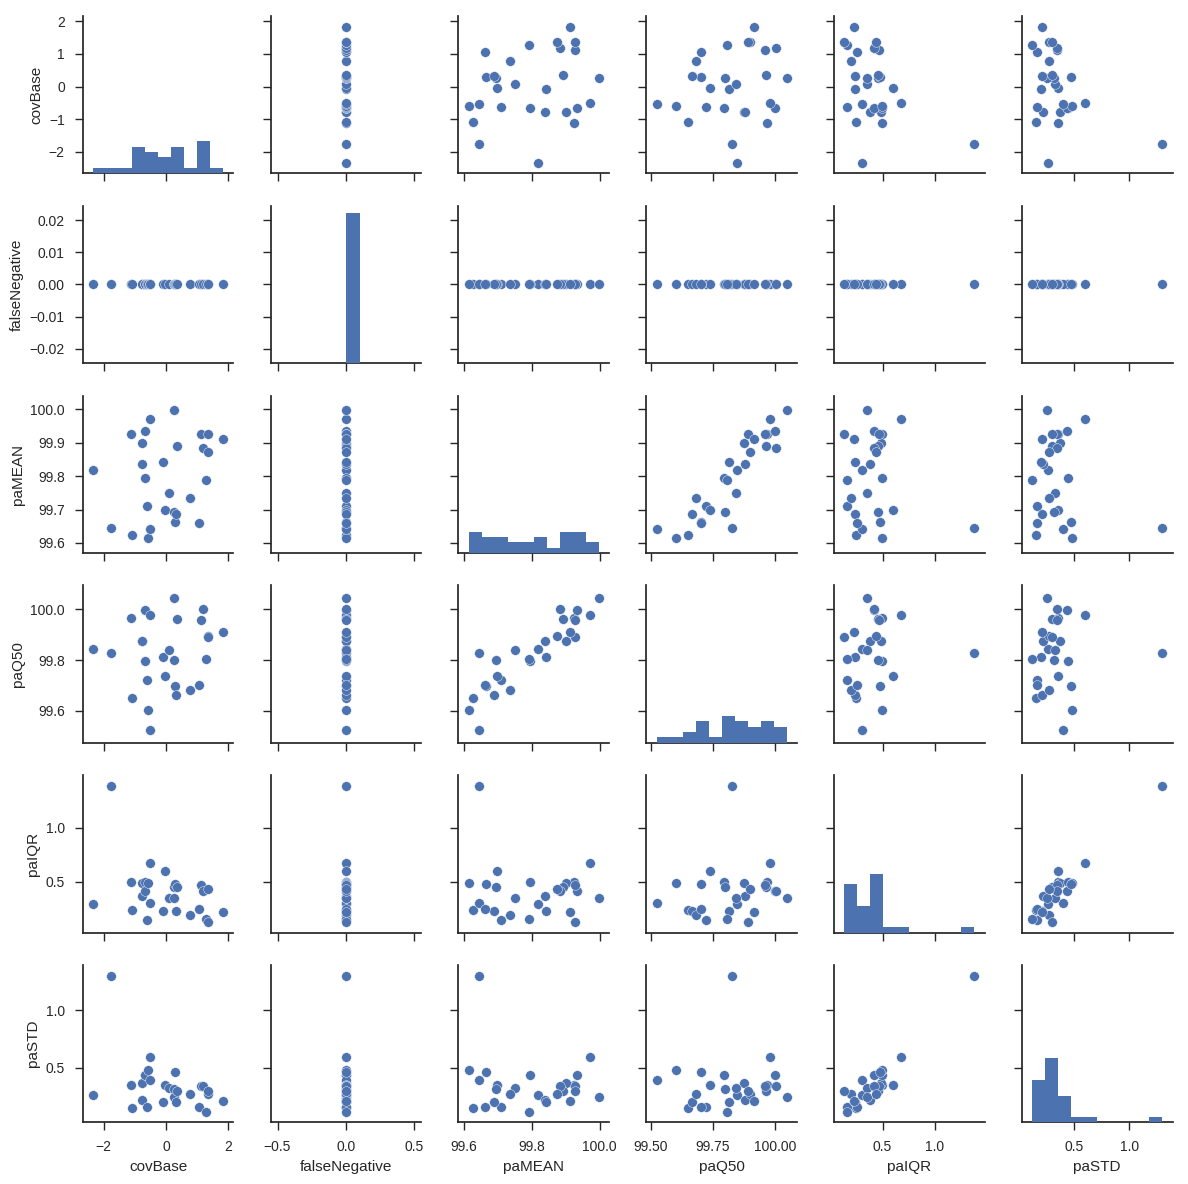 2
1
0
−1
−2
covBase
0.02
0.01
0.00
−0.01
−0.02
falseNegative
100.0
99.9
99.8
99.7
99.6
paMEAN
100.0
99.8
99.6
paQ50
1.0
0.5
paIQR
1.0
0.5
paSTD
−2 0 2 −0.5 0.0 0.5 99.6 99.8 100.0 99.50 99.75 100.00 0.5 1.0 0.5 1.0
covBase falseNegative paMEAN paQ50 paIQR paSTD